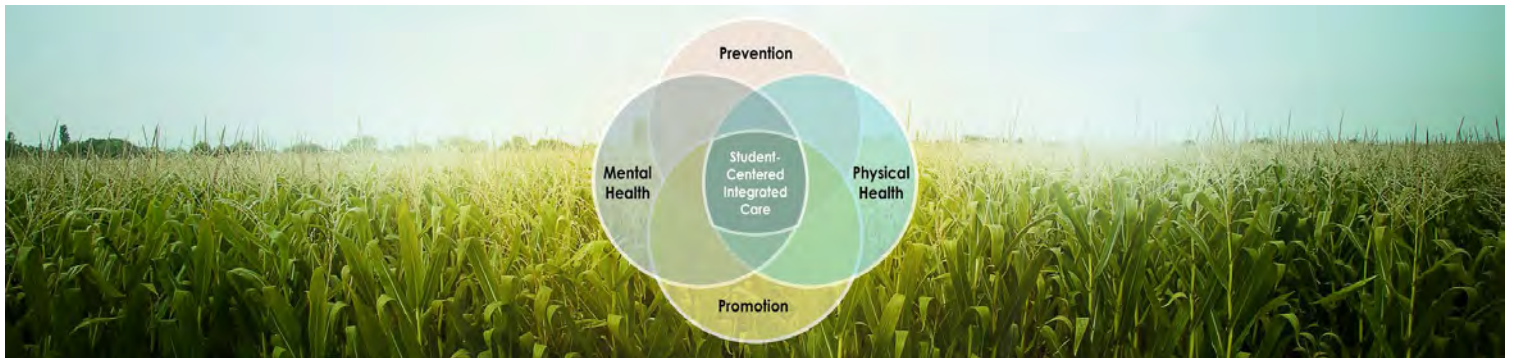 Prevention
Mental
Health
Student-
Centered
Integrated
Care
Physical
Health
Promotion